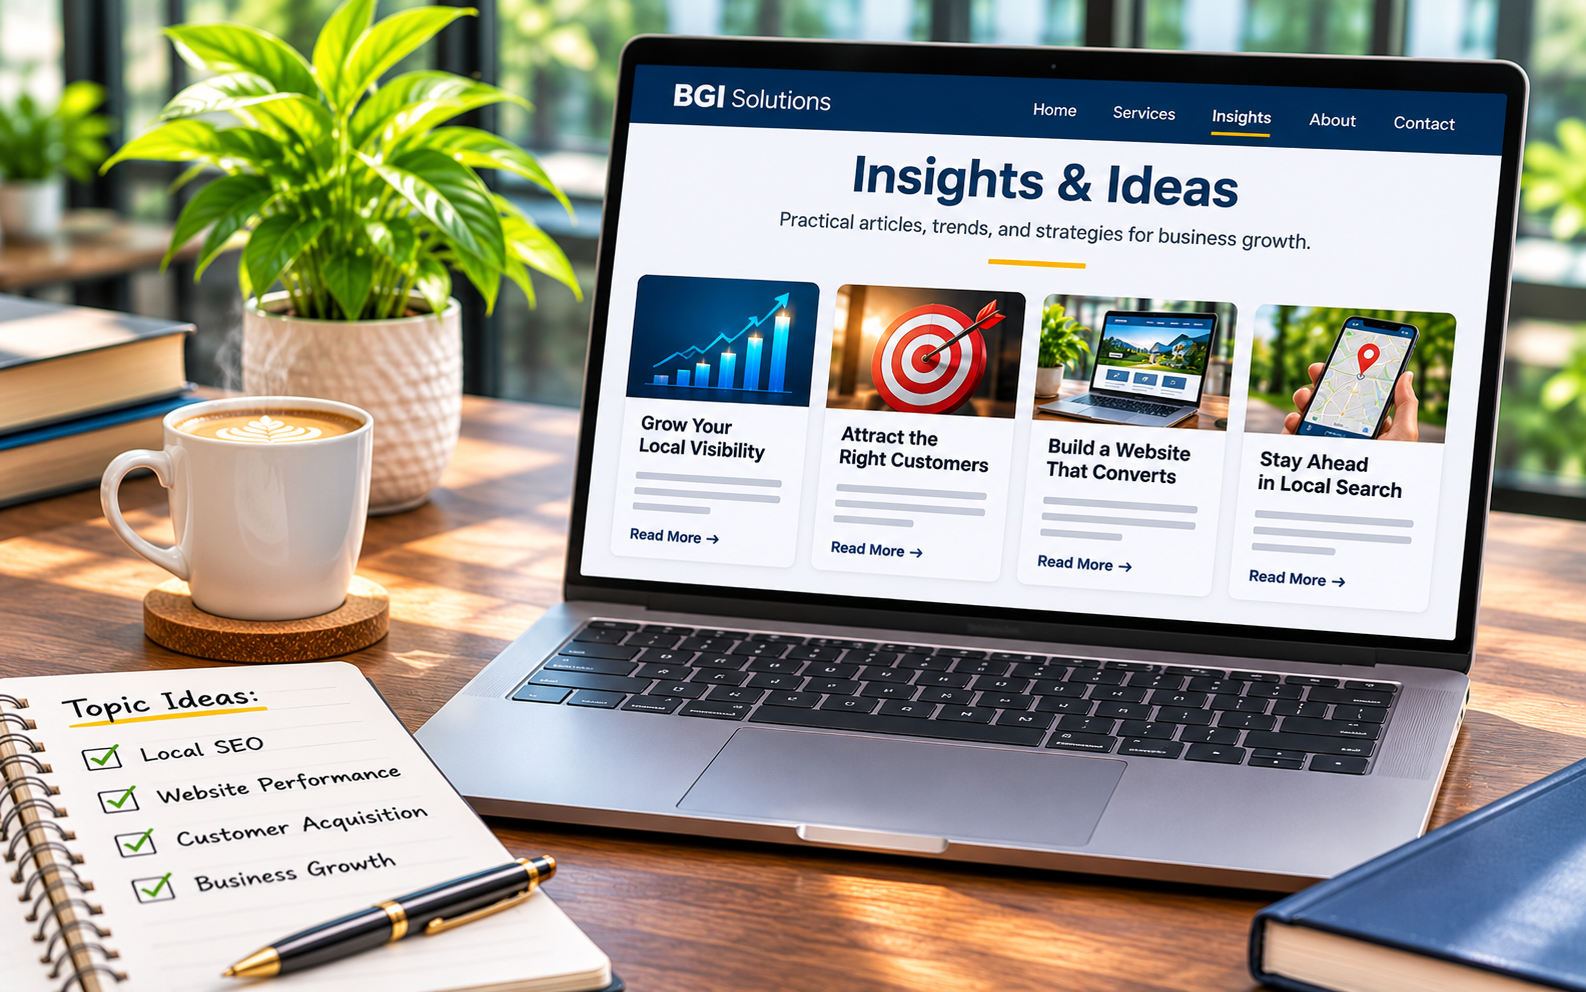 BGI Solutions
Home Services Insights About Contact
Insights & Ideas
Practical articles, trends, and strategies for business growth.
Grow Your
Local Visibility
Read More →
Attract the
Right Customers
Read More →
Build a Website
That Converts
Read More →
Stay Ahead
in Local Search
Read More →
Topic Ideas:
Local SEO
Website Performance
Customer Acquisition
Business Growth